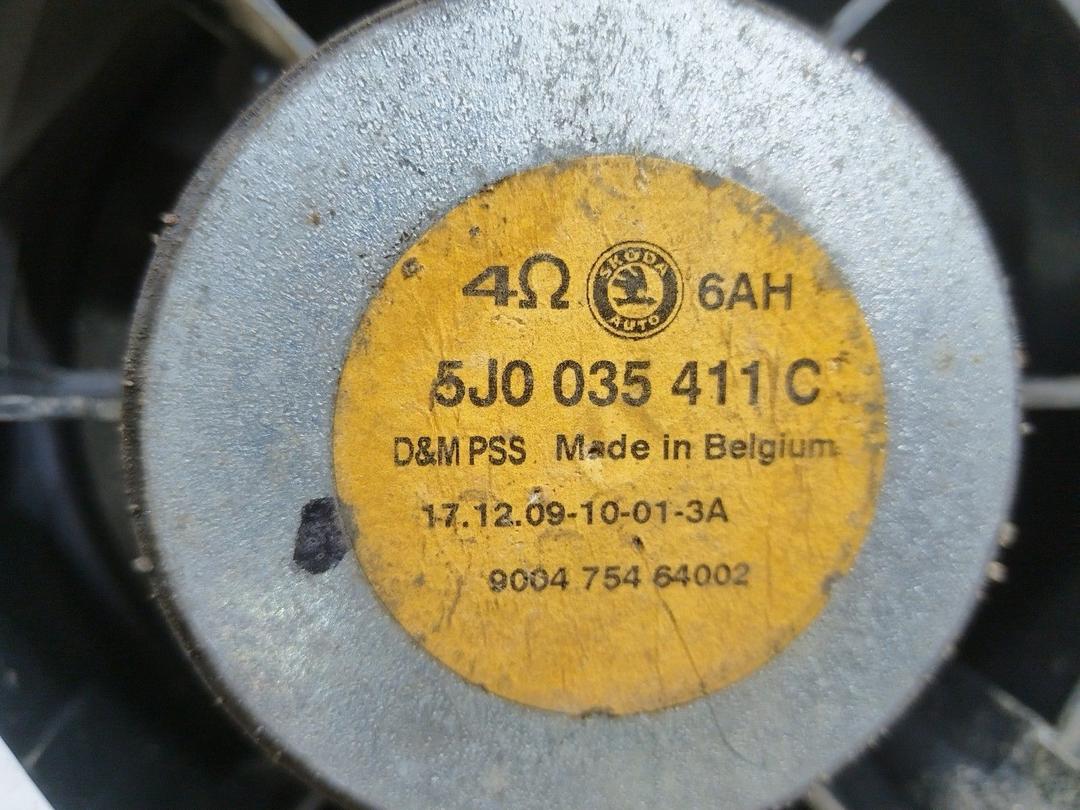 4Ω ŠKODA AUTO 6AH
5J0 035 411 C
D&M PSS Made in Belgium
17.12.09-10-01-3A
9004 754 64002